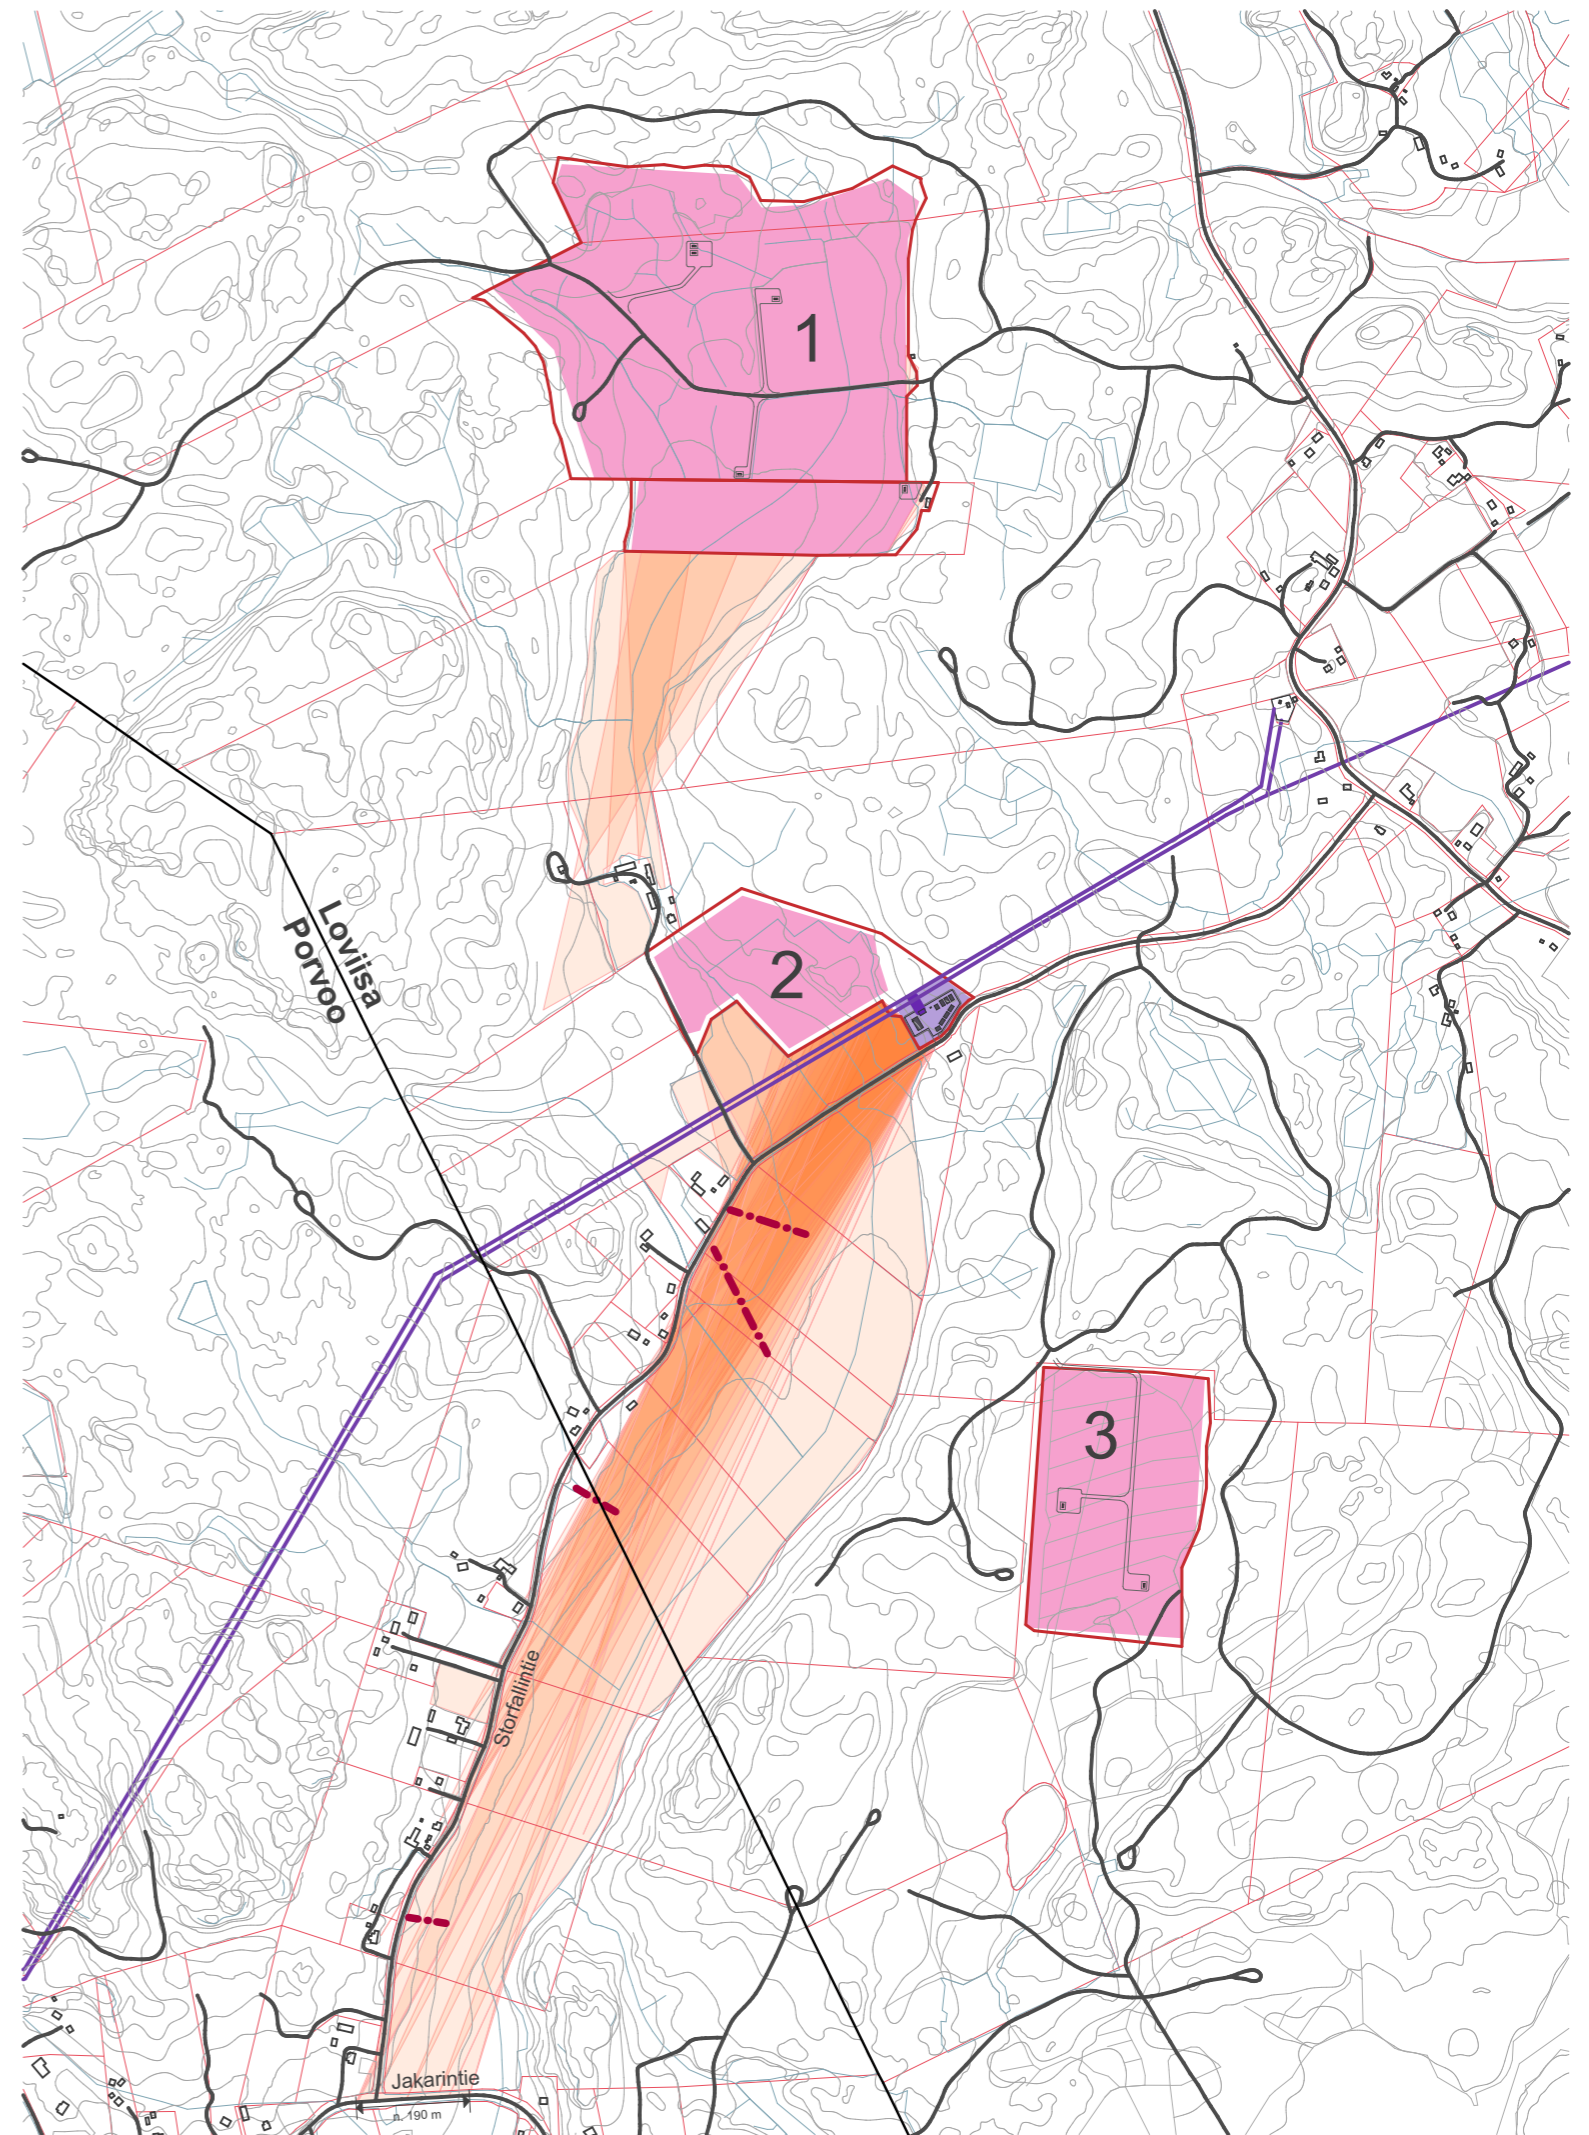 1
Loviisa
Porvoo
2
3
Storfallintie
Jakarintie
n. 190 m